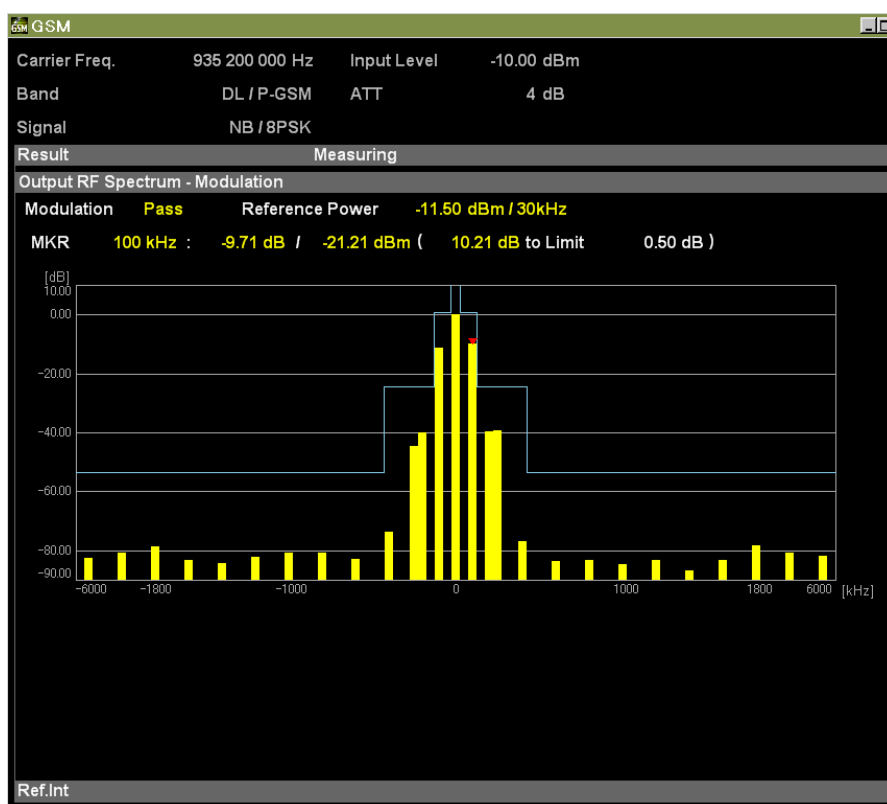 GSM GSM
Carrier Freq. 935 200 000 Hz Input Level -10.00 dBm
Band DL / P-GSM ATT 4 dB
Signal NB / 8PSK
Result Measuring
Output RF Spectrum - Modulation
Modulation Pass Reference Power -11.50 dBm / 30kHz
MKR 100 kHz : -9.71 dB / -21.21 dBm ( 10.21 dB to Limit 0.50 dB )
[dB]
10.00
0.00
-20.00
-40.00
-60.00
-80.00
-90.00
-6000 -1800 -1000 0 1000 1800 6000 [kHz]
Ref.Int